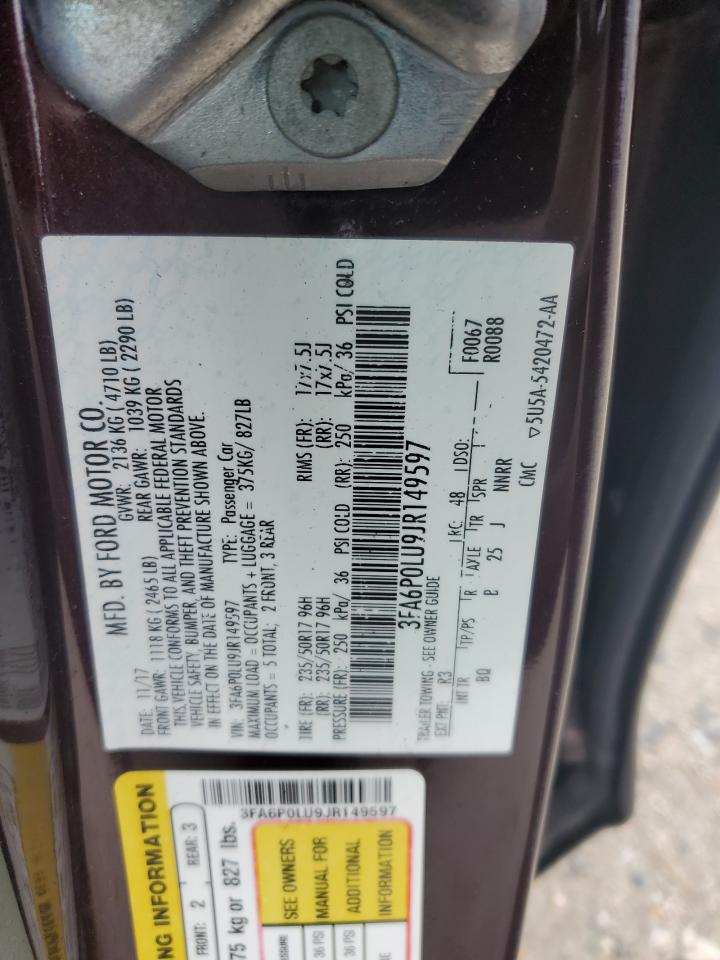 MFD. BY FORD MOTOR CO.
DATE: 11/17 GVWR: 2136 KG ( 4710 LB)
FRONT GAWR: 1118 KG ( 2465 LB) REAR GAWR: 1039 KG ( 2290 LB)
THIS VEHICLE CONFORMS TO ALL APPLICABLE FEDERAL MOTOR
VEHICLE SAFETY, BUMPER, AND THEFT PREVENTION STANDARDS
IN EFFECT ON THE DATE OF MANUFACTURE SHOWN ABOVE.
VIN: 3FA6P0LU9JR149597 TYPE: Passenger Car
MAXIMUM LOAD = OCCUPANTS + LUGGAGE = 375KG/ 827LB
OCCUPANTS = 5 TOTAL; 2 FRONT, 3 REAR
TIRE (FR): 235/50R17 96H RIMS (FR): 17x7.5J
(RR): 235/50R17 96H (RR): 17x7.5J
PRESSURE (FR): 250 kPa/ 36 PSI COLD (RR): 250 kPa/ 36 PSI COLD
3FA6P0LU9JR149597
TRAILER TOWING - SEE OWNER GUIDE
EXT PNT: R3 RC: 48 DSO: F0067
R0088
INT TR TP/PS R AXLE TR SPR
BQ 25 J NNRR
CMC ▽5U5A-5420472-AA
NG INFORMATION
FRONT: 2 REAR: 3
75 kg or 827 lbs.
3FA6P0LU9JR149597
SEE OWNERS
MANUAL FOR
ADDITIONAL
INFORMATION
36 PSI
36 PSI